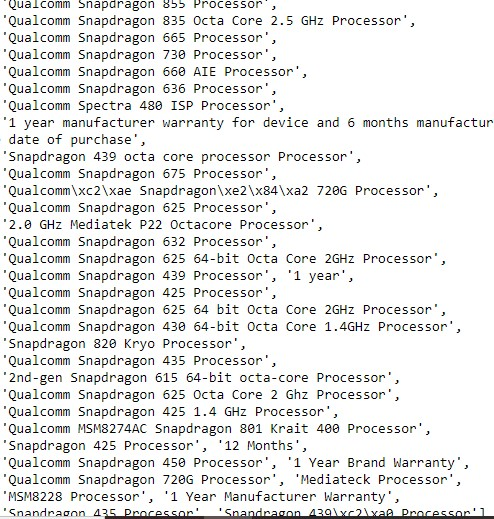 'Qualcomm Snapdragon 855 Processor',
'Qualcomm Snapdragon 835 Octa Core 2.5 GHz Processor',
'Qualcomm Snapdragon 665 Processor',
'Qualcomm Snapdragon 730 Processor',
'Qualcomm Snapdragon 660 AIE Processor',
'Qualcomm Snapdragon 636 Processor',
'Qualcomm Spectra 480 ISP Processor',
'1 year manufacturer warranty for device and 6 months manufactur
date of purchase',
'Snapdragon 439 octa core processor Processor',
'Qualcomm Snapdragon 675 Processor',
'Qualcomm\xc2\xae Snapdragon\xe2\x84\xa2 720G Processor',
'Qualcomm Snapdragon 625 Processor',
'2.0 GHz Mediatek P22 Octacore Processor',
'Qualcomm Snapdragon 632 Processor',
'Qualcomm Snapdragon 625 64-bit Octa Core 2GHz Processor',
'Qualcomm Snapdragon 439 Processor', '1 year',
'Qualcomm Snapdragon 425 Processor',
'Qualcomm Snapdragon 625 64 bit Octa Core 2GHz Processor',
'Qualcomm Snapdragon 430 64-bit Octa Core 1.4GHz Processor',
'Snapdragon 820 Kryo Processor',
'Qualcomm Snapdragon 435 Processor',
'2nd-gen Snapdragon 615 64-bit octa-core Processor',
'Qualcomm Snapdragon 625 Octa Core 2 Ghz Processor',
'Qualcomm Snapdragon 425 1.4 GHz Processor',
'Qualcomm MSM8274AC Snapdragon 801 Krait 400 Processor',
'Snapdragon 425 Processor', '12 Months',
'Qualcomm Snapdragon 450 Processor', '1 Year Brand Warranty',
'Qualcomm Snapdragon 720G Processor', 'Mediateck Processor',
'MSM8228 Processor', '1 Year Manufacturer Warranty',
'Snapdragon 435 Processor', 'Snapdragon 439\xc2\xa0 Processor']